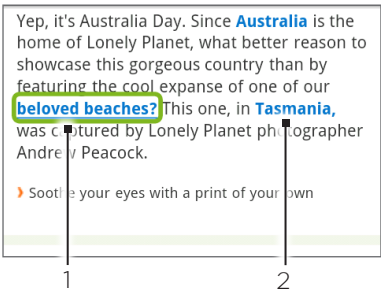 Yep, it's Australia Day. Since Australia is the
home of Lonely Planet, what better reason to
showcase this gorgeous country than by
featuring the cool expanse of one of our
beloved beaches? This one, in Tasmania,
was captured by Lonely Planet photographer
Andrew Peacock.
Soothe your eyes with a print of your own
1 2